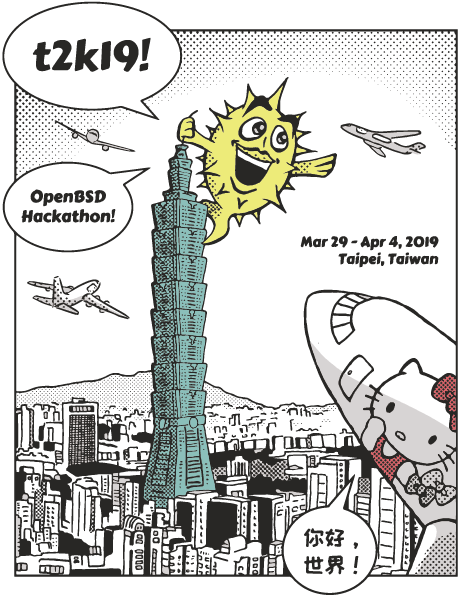 t2k19!
OpenBSD
Hackathon!
Mar 29 - Apr 4, 2019
Taipei, Taiwan
你好，
世界！